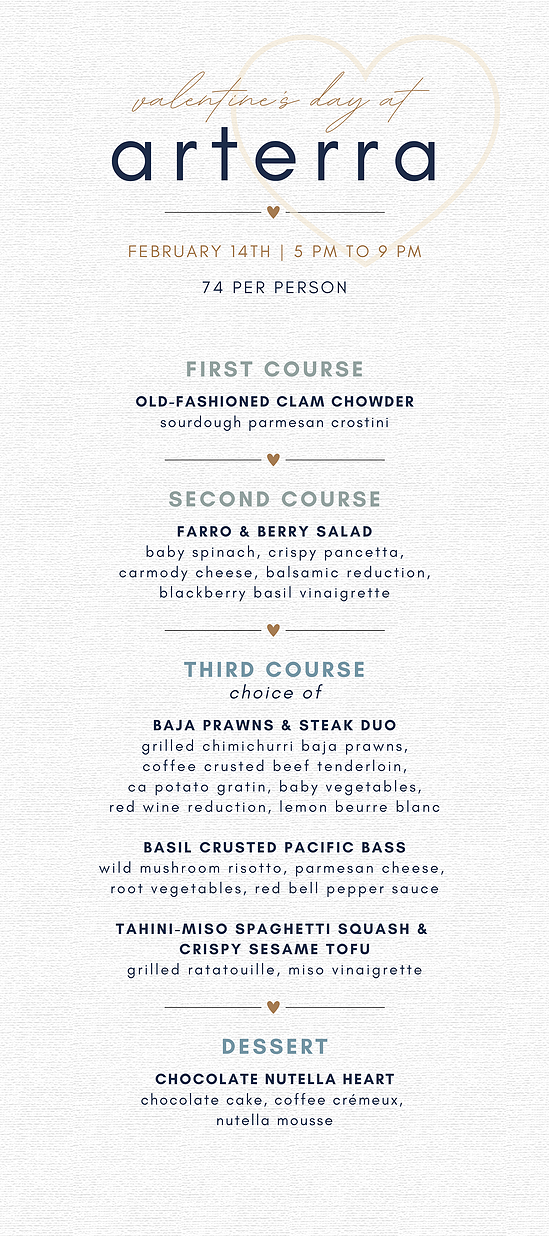 valentine's day at
arterra
FEBRUARY 14TH | 5 PM TO 9 PM
74 PER PERSON
FIRST COURSE
OLD-FASHIONED CLAM CHOWDER
sourdough parmesan crostini
SECOND COURSE
FARRO & BERRY SALAD
baby spinach, crispy pancetta,
carmody cheese, balsamic reduction,
blackberry basil vinaigrette
THIRD COURSE
choice of
BAJA PRAWNS & STEAK DUO
grilled chimichurri baja prawns,
coffee crusted beef tenderloin,
ca potato gratin, baby vegetables,
red wine reduction, lemon beurre blanc
BASIL CRUSTED PACIFIC BASS
wild mushroom risotto, parmesan cheese,
root vegetables, red bell pepper sauce
TAHINI-MISO SPAGHETTI SQUASH &
CRISPY SESAME TOFU
grilled ratatouille, miso vinaigrette
DESSERT
CHOCOLATE NUTELLA HEART
chocolate cake, coffee crémeux,
nutella mousse